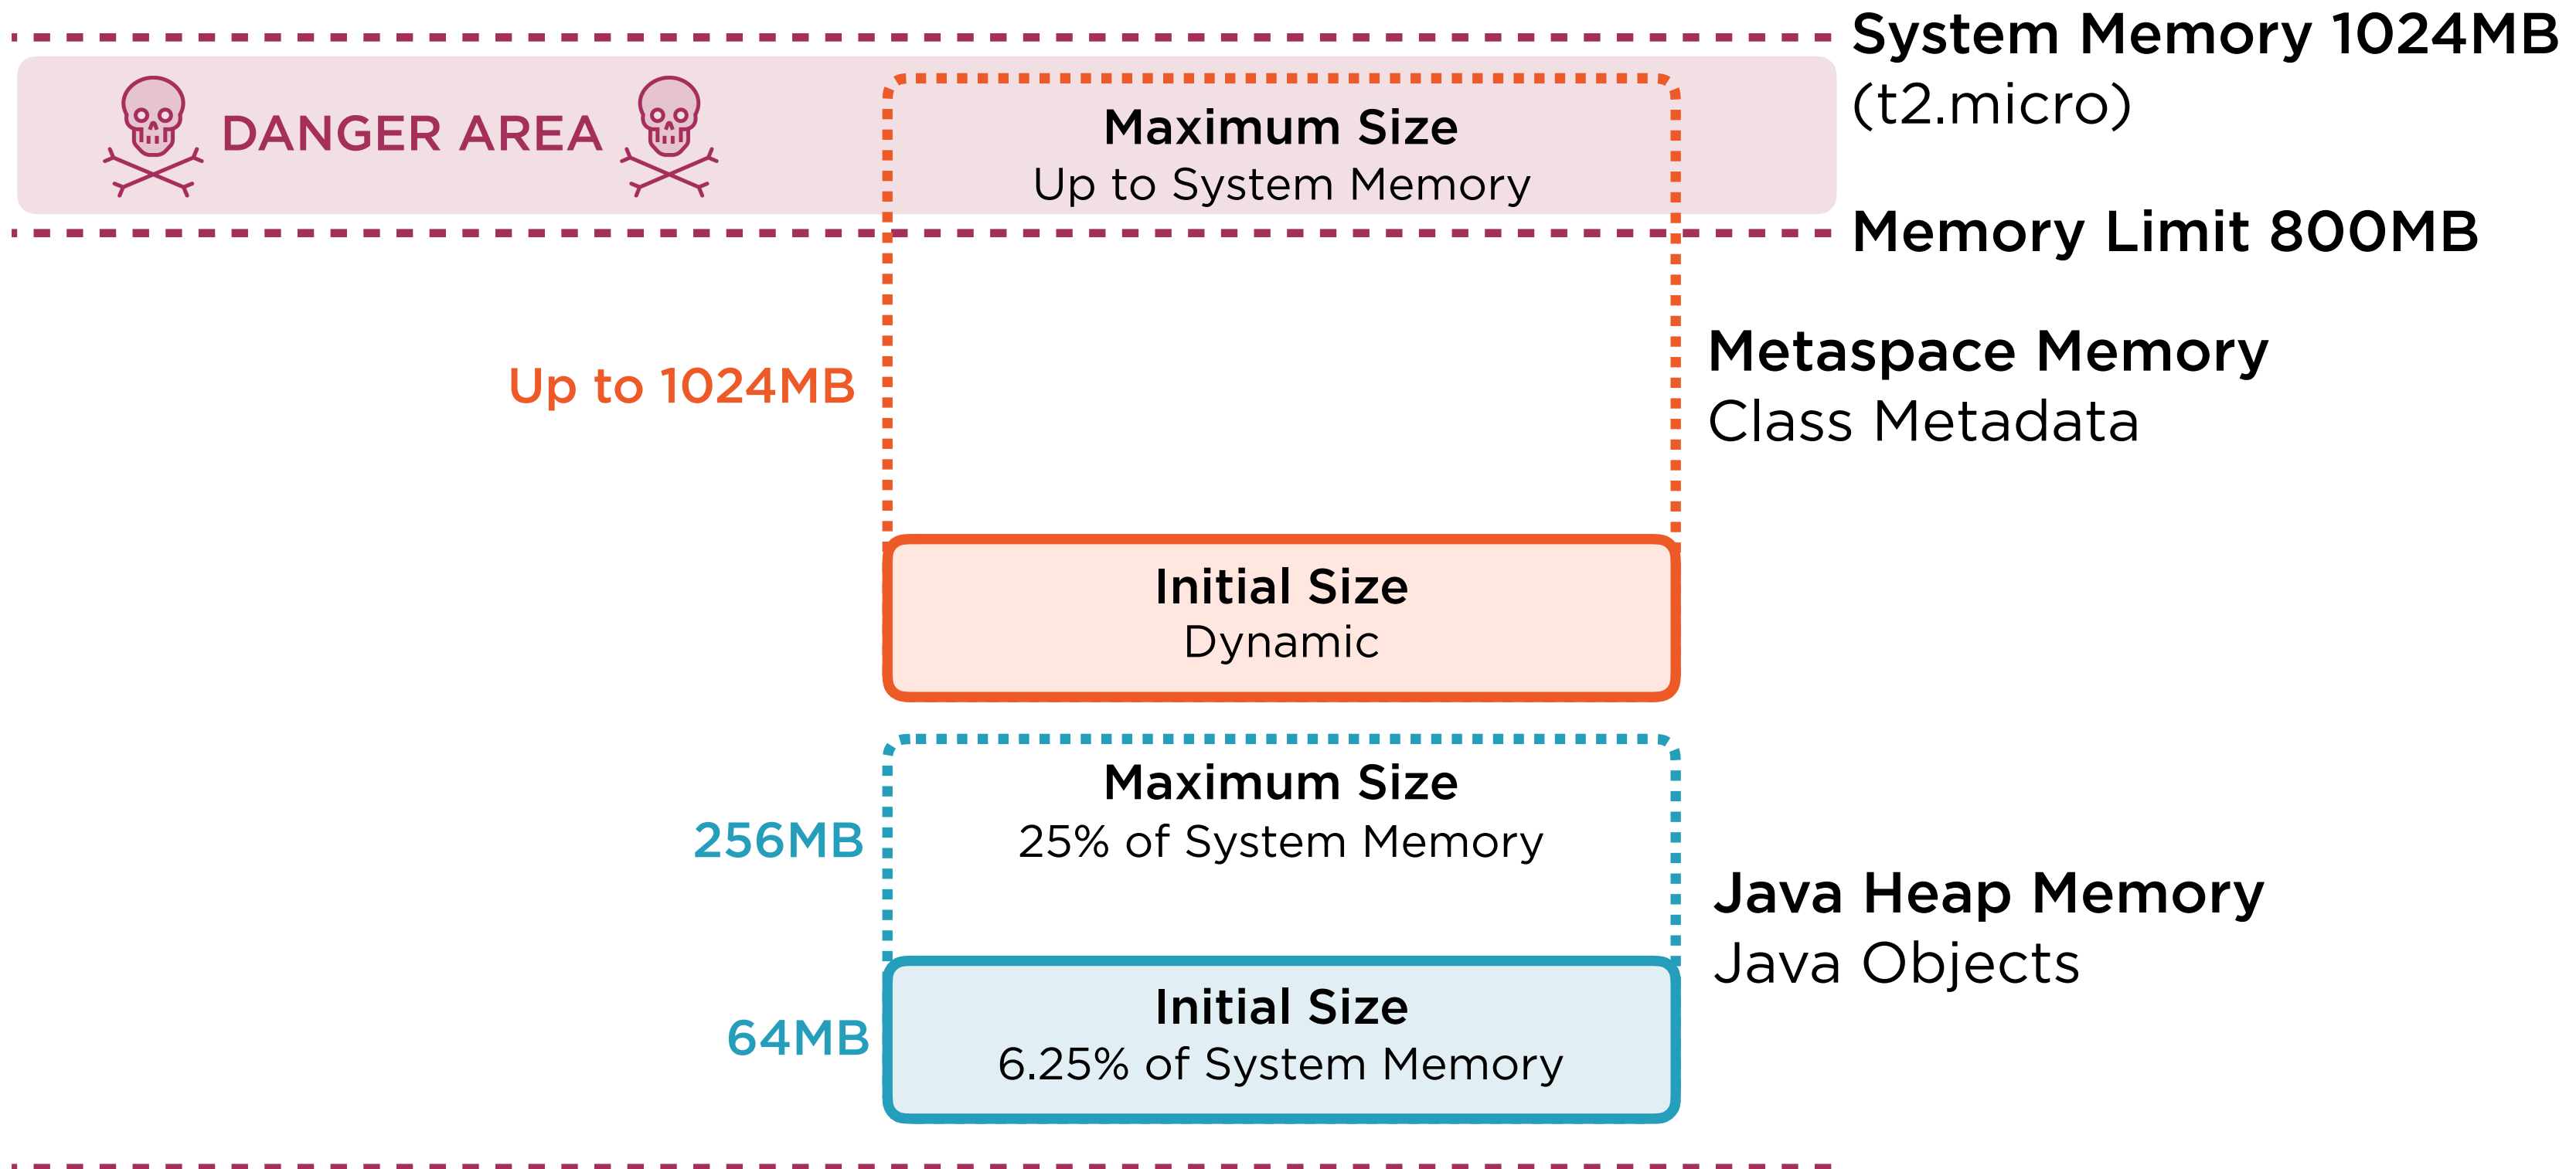 System Memory 1024MB
(t2.micro)
DANGER AREA
Maximum Size
Up to System Memory
Memory Limit 800MB
Up to 1024MB
Metaspace Memory
Class Metadata
Initial Size
Dynamic
Maximum Size
25% of System Memory
256MB
Java Heap Memory
Java Objects
Initial Size
6.25% of System Memory
64MB